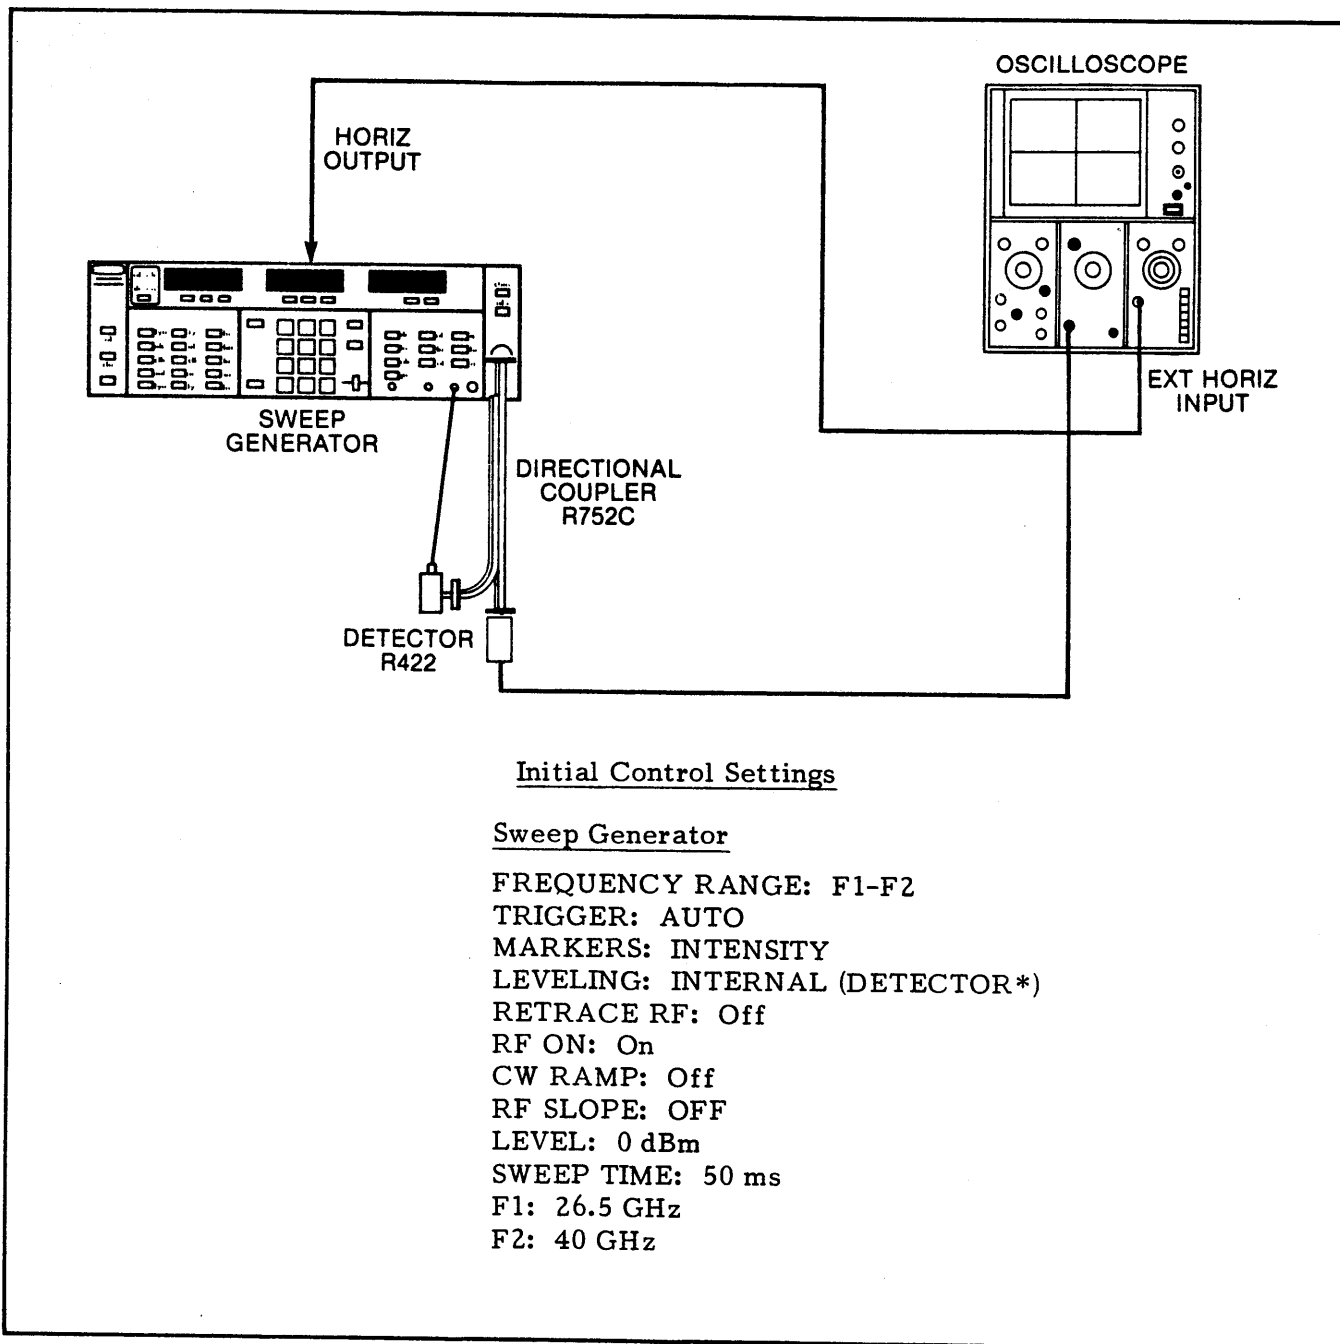 OSCILLOSCOPE
HORIZ
OUTPUT
SWEEP
GENERATOR
EXT HORIZ
INPUT
DIRECTIONAL
COUPLER
R752C
DETECTOR
R422
Initial Control Settings
Sweep Generator
FREQUENCY RANGE: F1-F2
TRIGGER: AUTO
MARKERS: INTENSITY
LEVELING: INTERNAL (DETECTOR*)
RETRACE RF: Off
RF ON: On
CW RAMP: Off
RF SLOPE: OFF
LEVEL: 0 dBm
SWEEP TIME: 50 ms
F1: 26.5 GHz
F2: 40 GHz